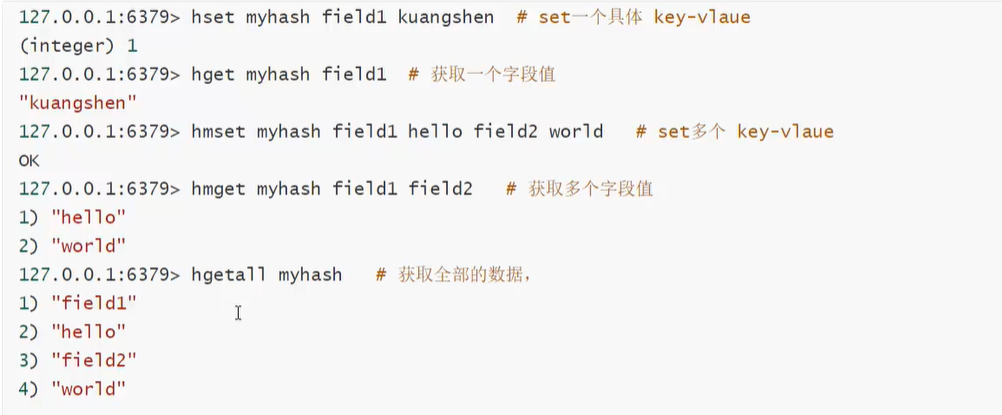 127.0.0.1:6379> hset myhash field1 kuangshen  # set一个具体 key-vlaue
(integer) 1
127.0.0.1:6379> hget myhash field1  # 获取一个字段值
"kuangshen"
127.0.0.1:6379> hmset myhash field1 hello field2 world   # set多个 key-vlaue
OK
127.0.0.1:6379> hmget myhash field1 field2   # 获取多个字段值
1) "hello"
2) "world"
127.0.0.1:6379> hgetall myhash   # 获取全部的数据，
1) "field1"
2) "hello"
3) "field2"
4) "world"